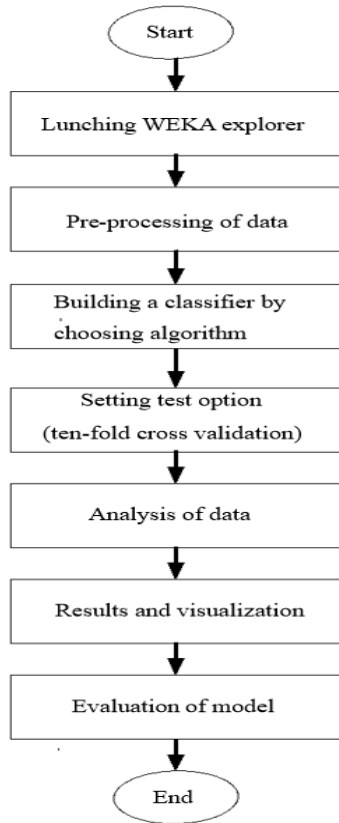 Start
Lunching WEKA explorer
Pre-processing of data
Building a classifier by
choosing algorithm
Setting test option
(ten-fold cross validation)
Analysis of data
Results and visualization
Evaluation of model
End